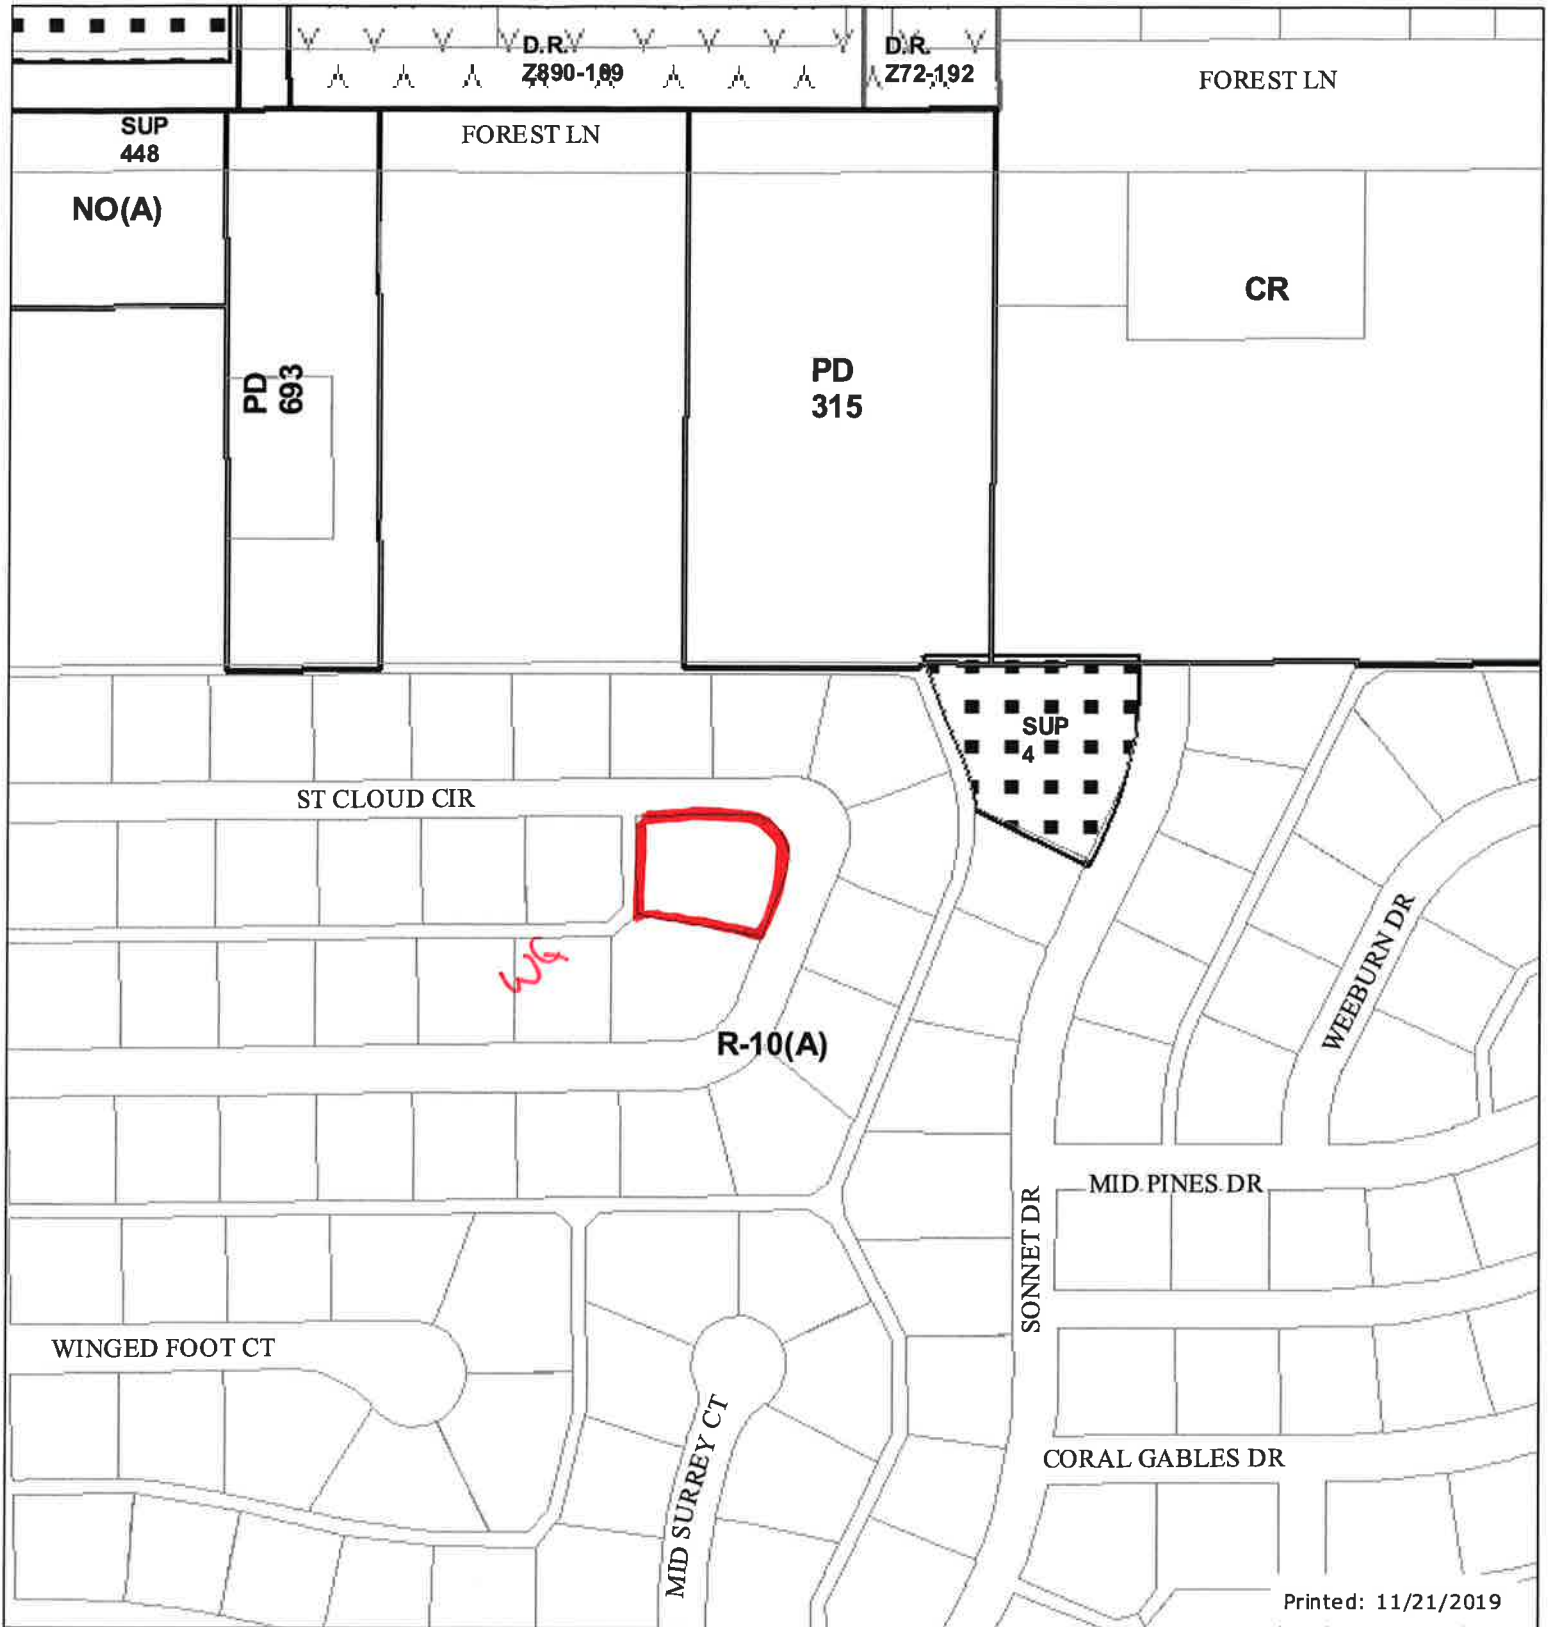 D.R.
Z890-169
D.R.
Z72-192
FOREST LN
SUP
448
FOREST LN
NO(A)
CR
PD
693
PD
315
SUP
4
ST CLOUD CIR
WEEBURN DR
R-10(A)
MID PINES DR
SONNET DR
WINGED FOOT CT
MID SURREY CT
CORAL GABLES DR
Printed: 11/21/2019